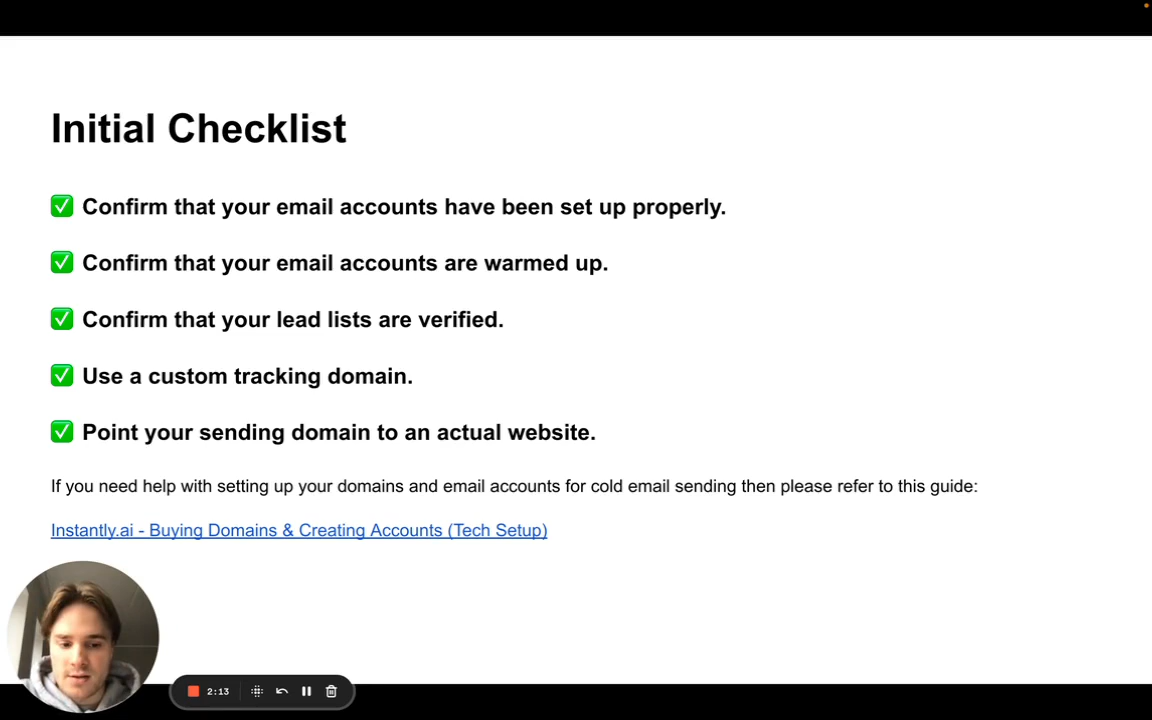 Initial Checklist
✅ Confirm that your email accounts have been set up properly.
✅ Confirm that your email accounts are warmed up.
✅ Confirm that your lead lists are verified.
✅ Use a custom tracking domain.
✅ Point your sending domain to an actual website.
If you need help with setting up your domains and email accounts for cold email sending then please refer to this guide:
Instantly.ai - Buying Domains & Creating Accounts (Tech Setup)
2:13